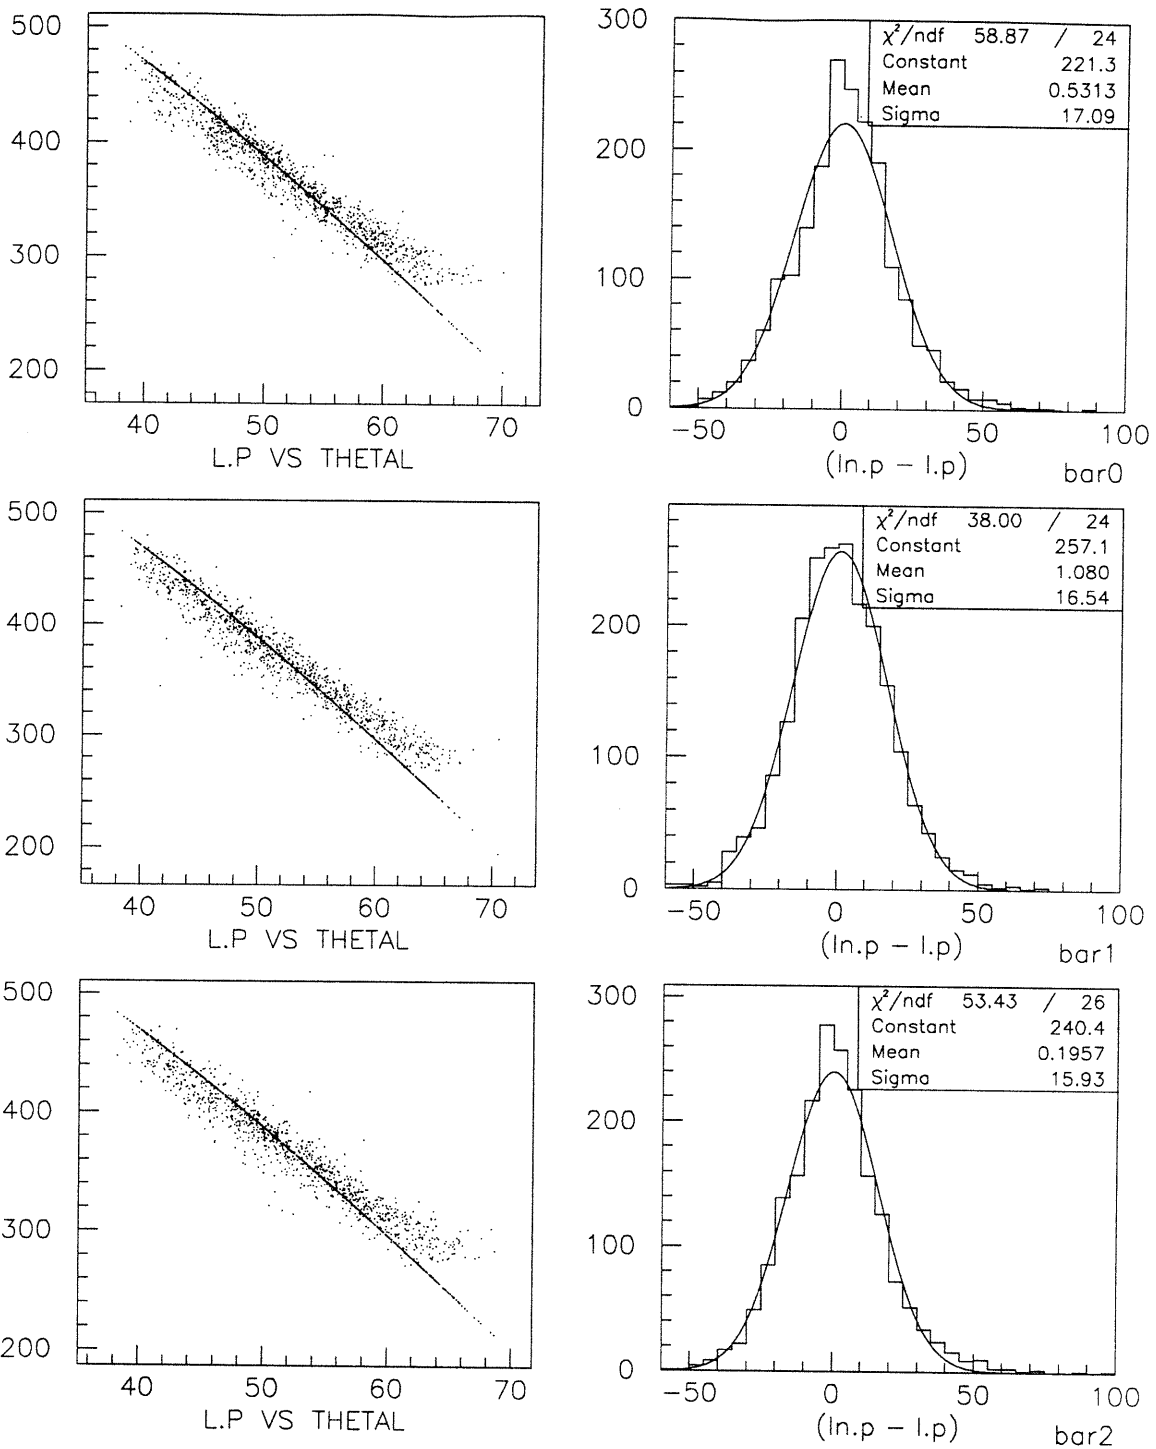 500
400
300
200
40 50 60 70
L.P VS THETAL
300
200
100
0
χ²/ndf 58.87 / 24
Constant 221.3
Mean 0.5313
Sigma 17.09
−50 0 50 100
(ln.p − l.p)
bar0
500
400
300
200
40 50 60 70
L.P VS THETAL
200
100
0
χ²/ndf 38.00 / 24
Constant 257.1
Mean 1.080
Sigma 16.54
−50 0 50 100
(ln.p − l.p)
bar1
500
400
300
200
40 50 60 70
L.P VS THETAL
300
200
100
0
χ²/ndf 53.43 / 26
Constant 240.4
Mean 0.1957
Sigma 15.93
−50 0 50 100
(ln.p − l.p)
bar2